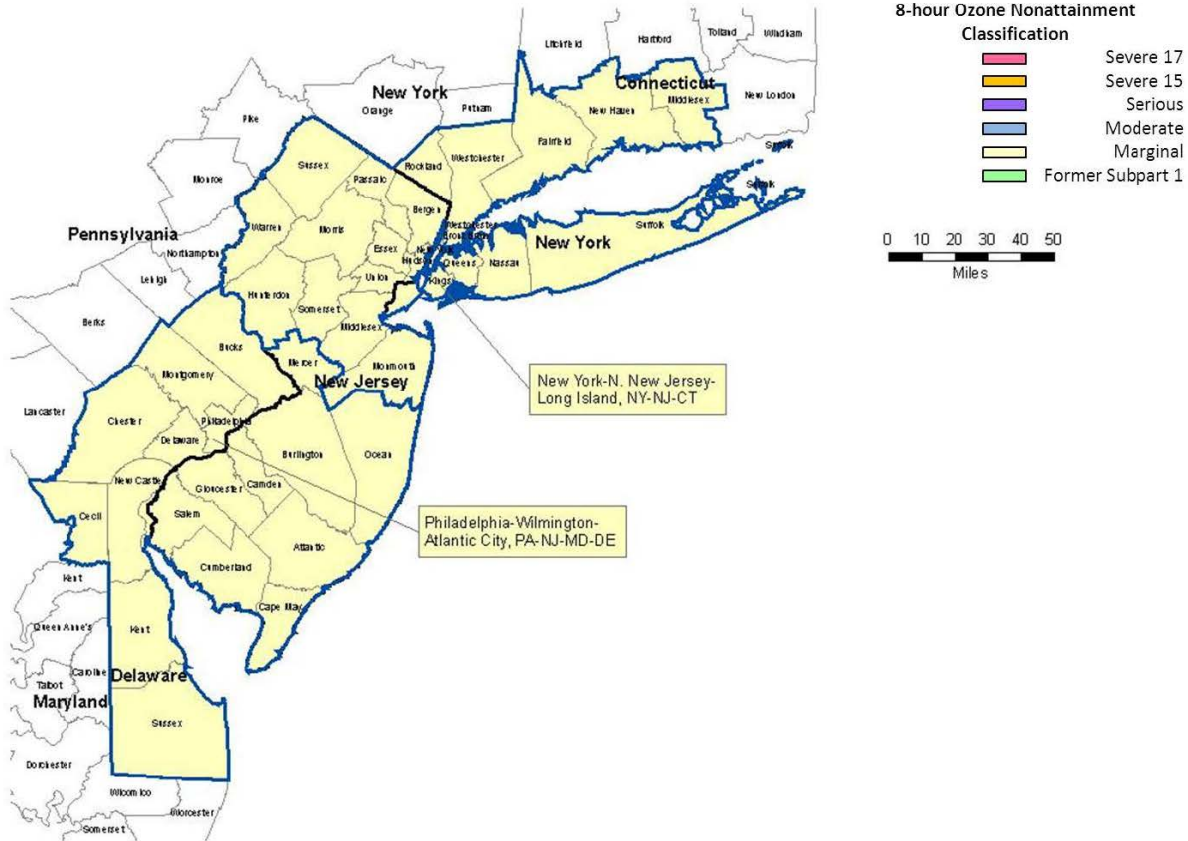 8-hour Ozone Nonattainment
Classification
Severe 17
Severe 15
Serious
Moderate
Marginal
Former Subpart 1
0 10 20 30 40 50
Miles
Litchfield
Hartford
Tolland
Windham
Connecticut
New York
Orange
Putnam
New Haven
Middlesex
New London
Pike
Fairfield
Sussex
Rockland
Westchester
Suffolk
Monroe
Passaic
Suffolk
Bergen
Pennsylvania
Warren
Morris
Westchester
Suffolk
Northampton
Essex
New York
New York
Hudson
Queens
Nassau
Lehigh
Union
Kings
Hunterdon
Somerset
Berks
Middlesex
Bucks
Mercer
Monmouth
Montgomery
New Jersey
New York-N. New Jersey-
Long Island, NY-NJ-CT
Lancaster
Chester
Philadelphia
Delaware
Burlington
Ocean
New Castle
Gloucester
Camden
Cecil
Salem
Philadelphia-Wilmington-
Atlantic City, PA-NJ-MD-DE
Atlantic
Cumberland
Kent
Cape May
Queen Anne's
Kent
Caroline
Delaware
Talbot
Maryland
Sussex
Dorchester
Wicomico
Worcester
Somerset